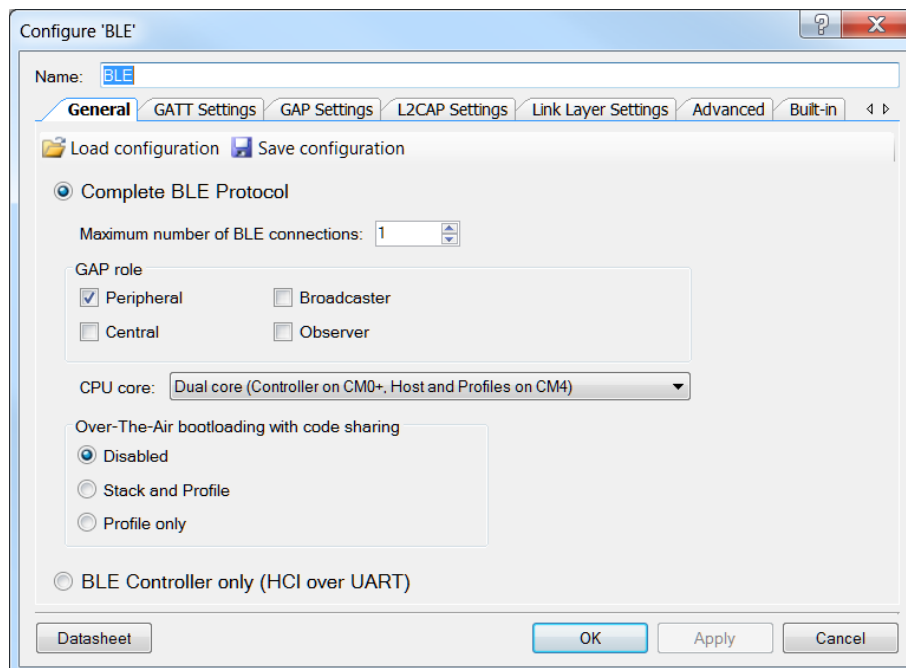 Configure 'BLE'
Name: BLE
General GATT Settings GAP Settings L2CAP Settings Link Layer Settings Advanced Built-in
Load configuration Save configuration
Complete BLE Protocol
Maximum number of BLE connections: 1
GAP role
Peripheral Broadcaster
Central Observer
CPU core: Dual core (Controller on CM0+, Host and Profiles on CM4)
Over-The-Air bootloading with code sharing
Disabled
Stack and Profile
Profile only
BLE Controller only (HCI over UART)
Datasheet OK Apply Cancel